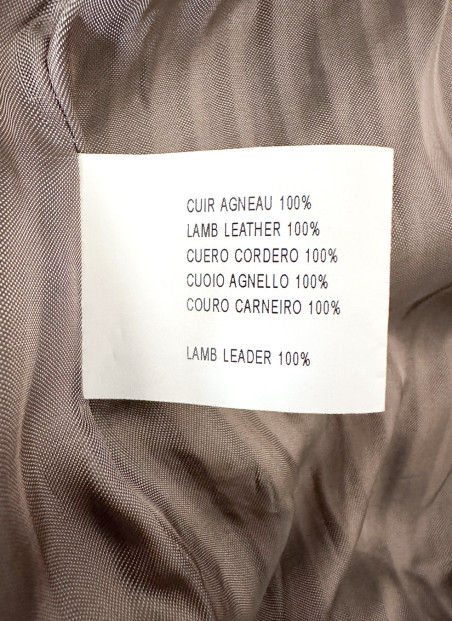 CUIR AGNEAU 100%
LAMB LEATHER 100%
CUERO CORDERO 100%
CUOIO AGNELLO 100%
COURO CARNEIRO 100%
LAMB LEADER 100%